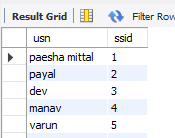 Result Grid Filter Row
usn ssid
paesha mittal 1
payal 2
dev 3
manav 4
varun 5